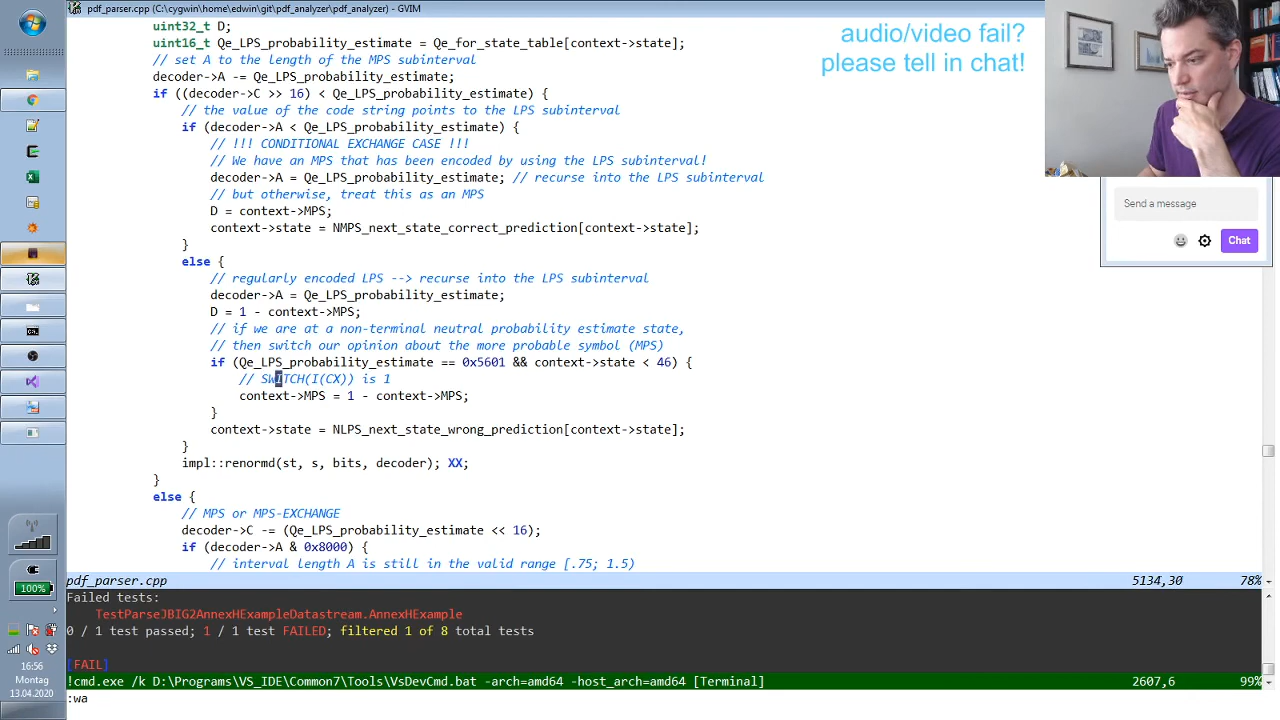 pdf_parser.cpp (C:\cygwin\home\edwin\git\pdf_analyzer\pdf_analyzer) - GVIM
uint32_t D;
uint16_t Qe_LPS_probability_estimate = Qe_for_state_table[context->state];
// set A to the length of the MPS subinterval
decoder->A -= Qe_LPS_probability_estimate;
if ((decoder->C >> 16) < Qe_LPS_probability_estimate) {
// the value of the code string points to the LPS subinterval
if (decoder->A < Qe_LPS_probability_estimate) {
// !!! CONDITIONAL EXCHANGE CASE !!!
// We have an MPS that has been encoded by using the LPS subinterval!
decoder->A = Qe_LPS_probability_estimate; // recurse into the LPS subinterval
// but otherwise, treat this as an MPS
D = context->MPS;
context->state = NMPS_next_state_correct_prediction[context->state];
}
else {
// regularly encoded LPS --> recurse into the LPS subinterval
decoder->A = Qe_LPS_probability_estimate;
D = 1 - context->MPS;
// if we are at a non-terminal neutral probability estimate state,
// then switch our opinion about the more probable symbol (MPS)
if (Qe_LPS_probability_estimate == 0x5601 && context->state < 46) {
// SWITCH(I(CX)) is 1
context->MPS = 1 - context->MPS;
}
context->state = NLPS_next_state_wrong_prediction[context->state];
}
impl::renormd(st, s, bits, decoder); XX;
}
else {
// MPS or MPS-EXCHANGE
decoder->C -= (Qe_LPS_probability_estimate << 16);
if (decoder->A & 0x8000) {
// interval length A is still in the valid range [.75; 1.5)
pdf_parser.cpp 5134,30 78%
Failed tests:
TestParseJBIG2AnnexHExampleDatastream.AnnexHExample
0 / 1 test passed; 1 / 1 test FAILED; filtered 1 of 8 total tests
[FAIL]
!cmd.exe /k D:\Programs\VS_IDE\Common7\Tools\VsDevCmd.bat -arch=amd64 -host_arch=amd64 [Terminal] 2607,6 99%
:wa
audio/video fail?
please tell in chat!
Send a message
Chat
100%
16:56
Montag
13.04.2020